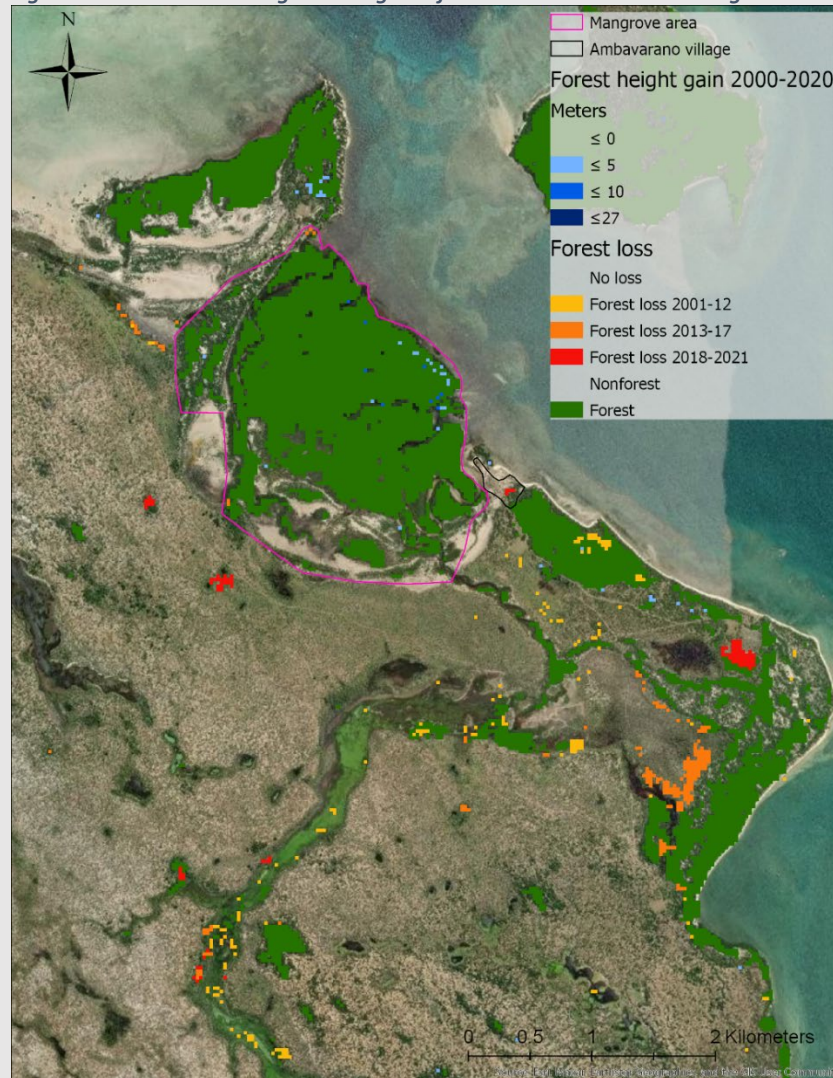 N
Mangrove area
Ambavarano village
Forest height gain 2000-2020
Meters
≤ 0
≤ 5
≤ 10
≤27
Forest loss
No loss
Forest loss 2001-12
Forest loss 2013-17
Forest loss 2018-2021
Nonforest
Forest
0 0.5 1 2 Kilometers